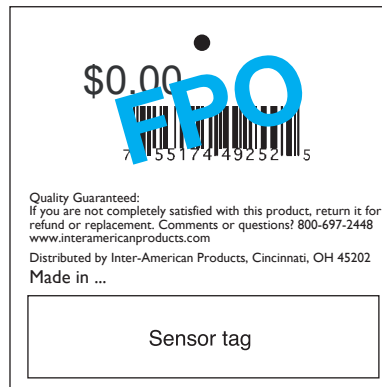 $0.00
FPO
7 55174 49252 5
Quality Guaranteed:
If you are not completely satisfied with this product, return it for
refund or replacement. Comments or questions? 800-697-2448
www.interamericanproducts.com
Distributed by Inter-American Products, Cincinnati, OH 45202
Made in ...
Sensor tag